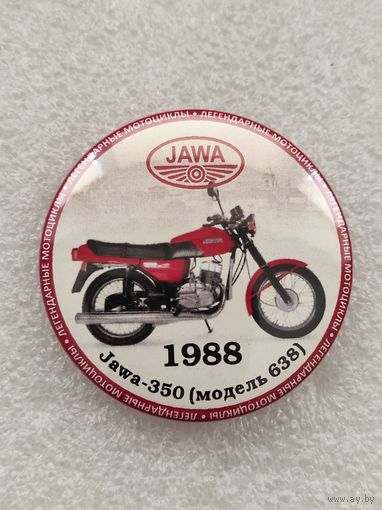 ЛЕГЕНДАРНЫЕ МОТОЦИКЛЫ • ЛЕГЕНДАРНЫЕ МОТОЦИКЛЫ • ЛЕГЕНДАРНЫЕ МОТОЦИКЛЫ • ЛЕГЕНДАРНЫЕ МОТОЦИКЛЫ •
JAWA
1988
Jawa-350 (модель 638)
www.ay.by